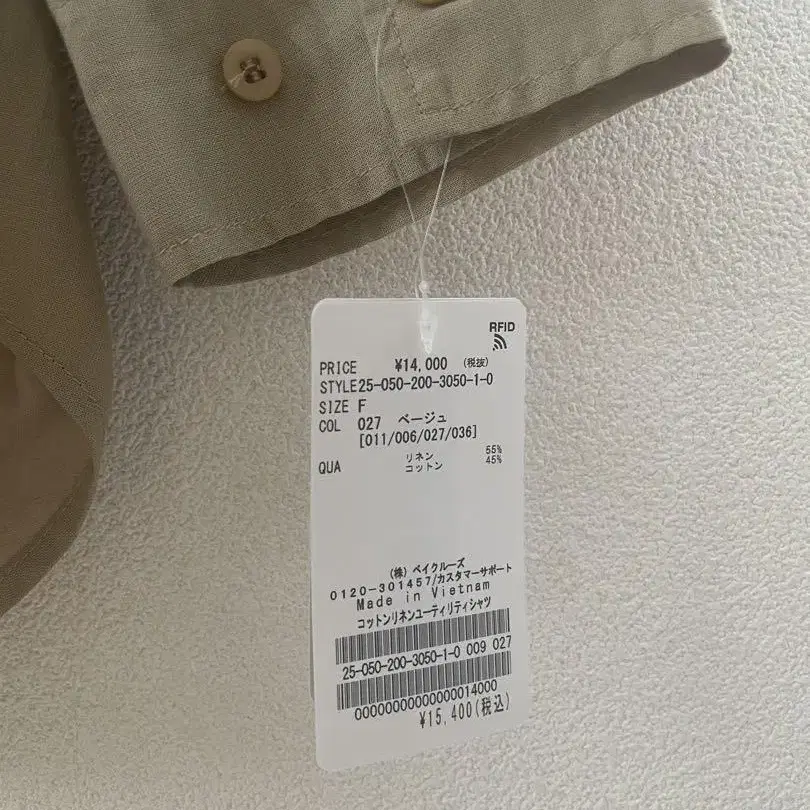 RFID
PRICE ¥14,000 (税抜)
STYLE25-050-200-3050-1-0
SIZE F
COL 027 ベージュ
[011/006/027/036]
QUA リネン 55%
コットン 45%
(株) ベイクルーズ
0120-301457/カスタマーサポート
Made in Vietnam
コットンリネンユーティリティシャツ
25-050-200-3050-1-0 009 027
00000000000000014000
¥15,400(税込)